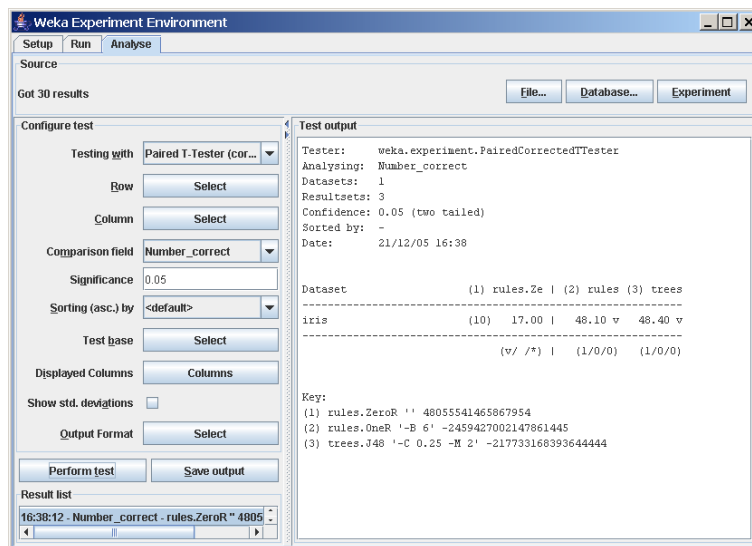 Weka Experiment Environment
Setup Run Analyse
Source
Got 30 results
File... Database... Experiment
Configure test
Testing with Paired T-Tester (cor...
Row Select
Column Select
Comparison field Number_correct
Significance 0.05
Sorting (asc.) by <default>
Test base Select
Displayed Columns Columns
Show std. deviations
Output Format Select
Perform test Save output
Result list
16:38:12 - Number_correct - rules.ZeroR '' 4805
Test output
Tester: weka.experiment.PairedCorrectedTTester
Analysing: Number_correct
Datasets: 1
Resultsets: 3
Confidence: 0.05 (two tailed)
Sorted by: -
Date: 21/12/05 16:38
Dataset (1) rules.Ze | (2) rules (3) trees
----------------------------------------------------------------
iris (10) 17.00 | 48.10 v 48.40 v
----------------------------------------------------------------
(v/ /*) | (1/0/0) (1/0/0)
Key:
(1) rules.ZeroR '' 48055541465867954
(2) rules.OneR '-B 6' -2459427002147861445
(3) trees.J48 '-C 0.25 -M 2' -217733168393644444